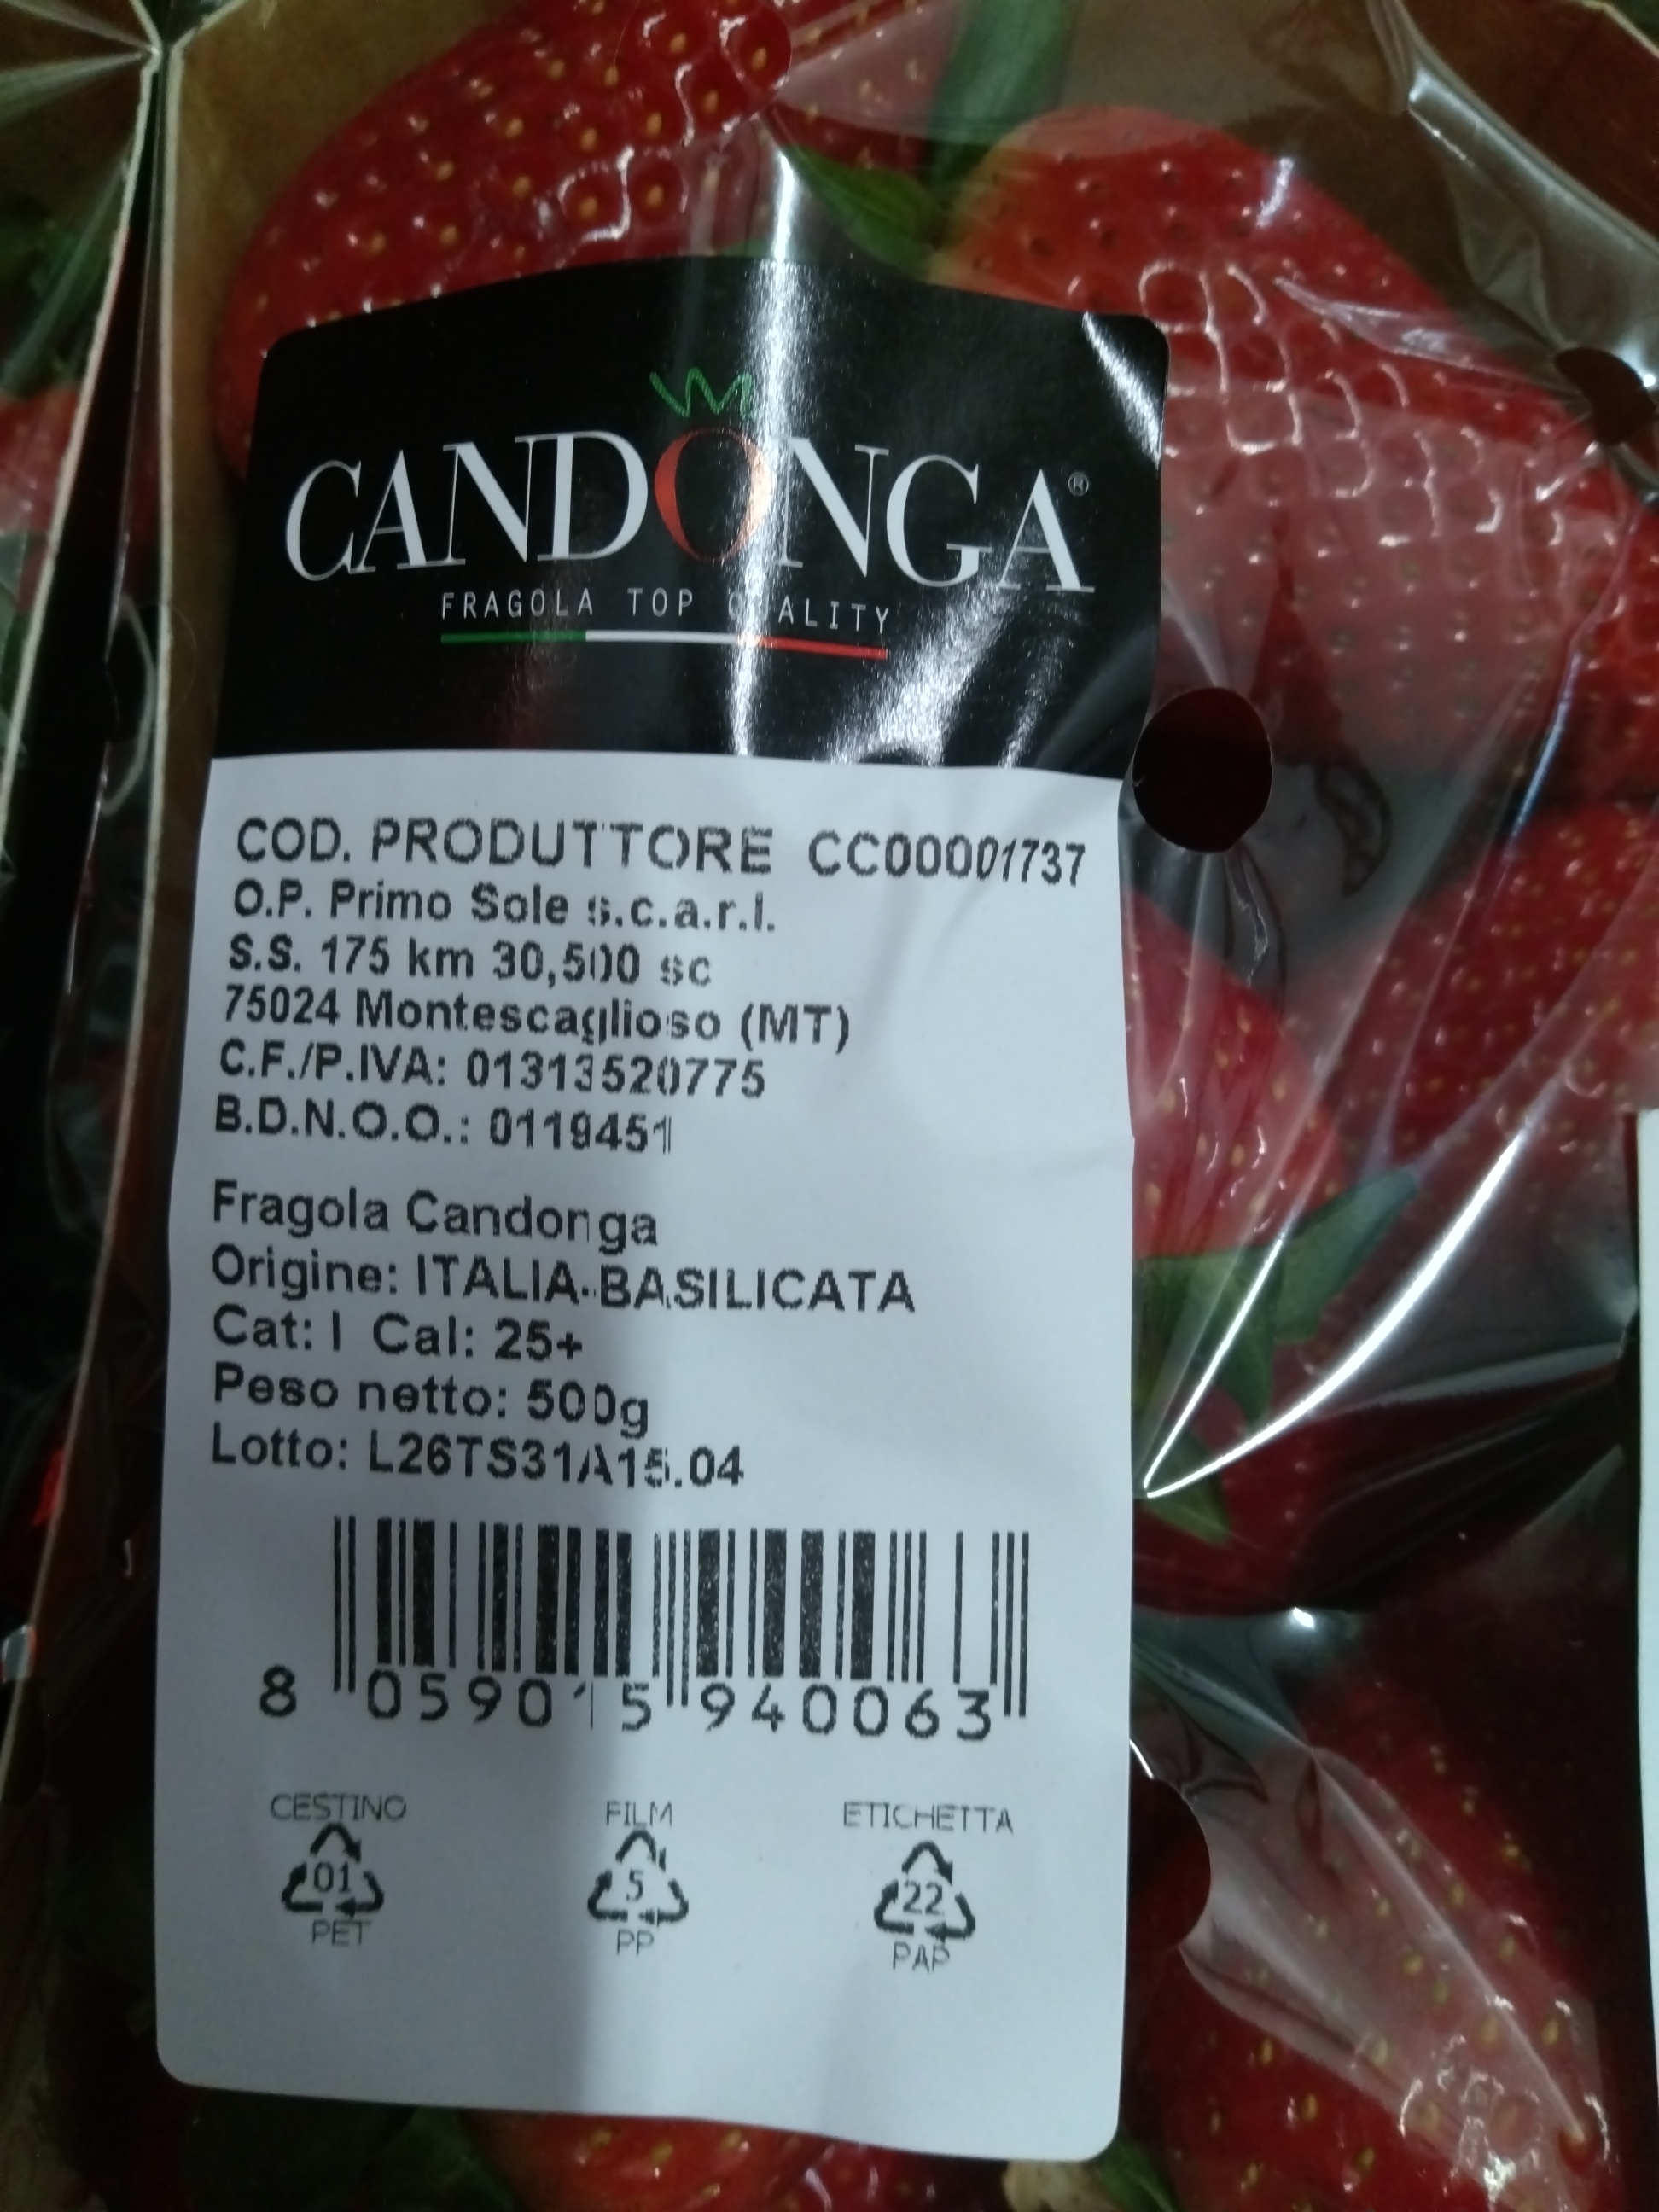 CANDONGA®
FRAGOLA TOP QUALITY
COD. PRODUTTORE CC00001737
O.P. Primo Sole s.c.a.r.l.
S.S. 175 km 30,500 sc
75024 Montescaglioso (MT)
C.F./P.IVA: 01313520775
B.D.N.O.O.: 0119451
Fragola Candonga
Origine: ITALIA-BASILICATA
Cat: I Cal: 25+
Peso netto: 500g
Lotto: L26TS31A15.04
8 059015 940063
CESTINO FILM ETICHETTA
01 5 22
PET PP PAP